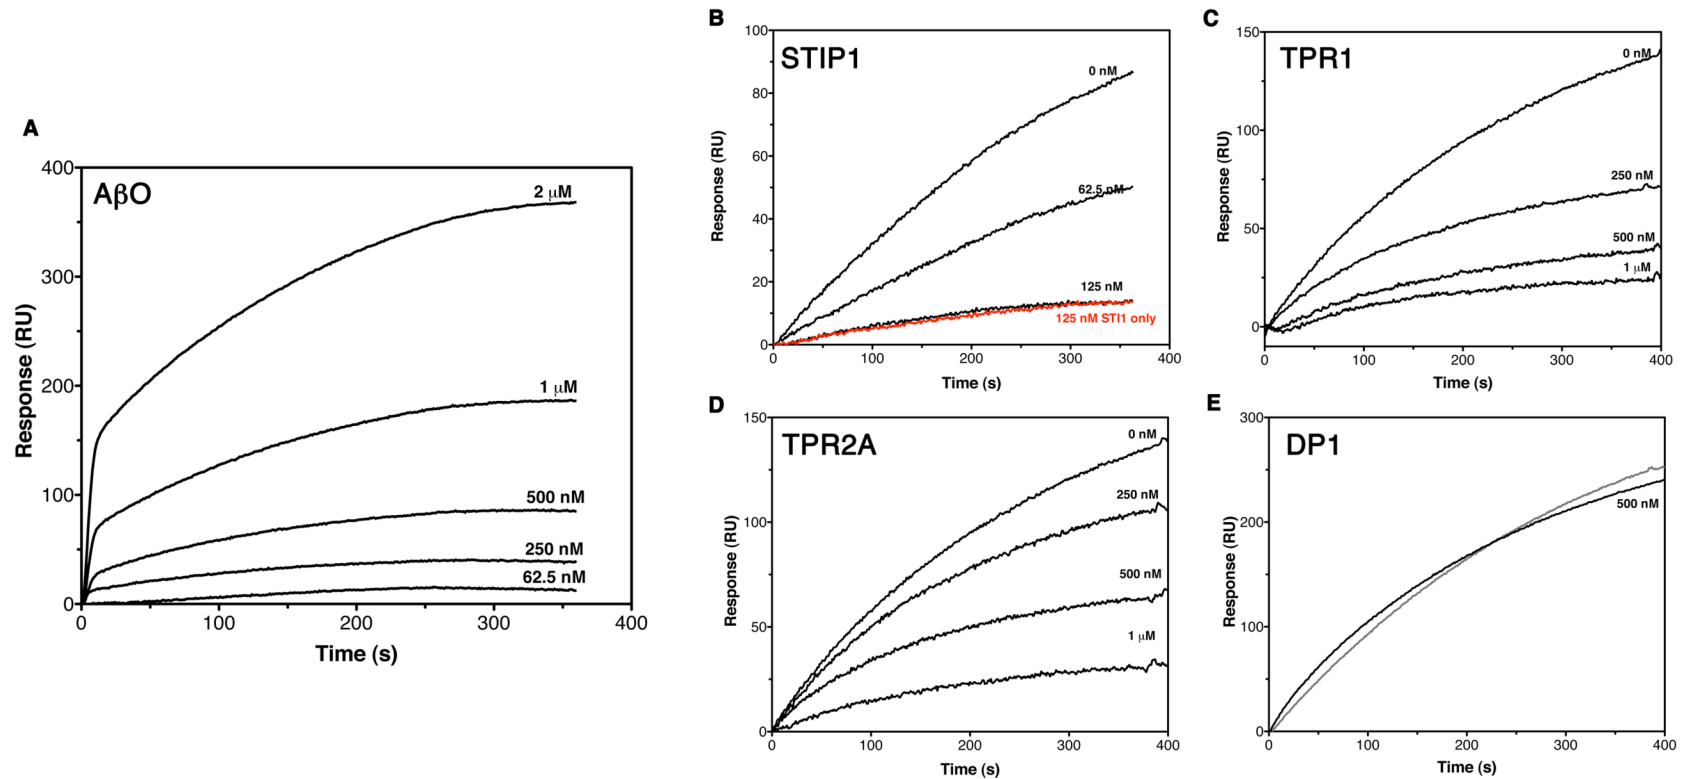 A
AβO
400
300
200
100
0
Response (RU)
2 μM
1 μM
500 nM
250 nM
62.5 nM
0 100 200 300 400
Time (s)
B
STIP1
100
80
60
40
20
0
Response (RU)
0 nM
62.5 nM
125 nM
125 nM STI1 only
0 100 200 300 400
Time (s)
C
TPR1
150
100
50
0
Response (RU)
0 nM
250 nM
500 nM
1 μM
0 100 200 300 400
Time (s)
D
TPR2A
150
100
50
0
Response (RU)
0 nM
250 nM
500 nM
1 μM
0 100 200 300 400
Time (s)
E
DP1
300
200
100
0
Response (RU)
500 nM
0 100 200 300 400
Time (s)